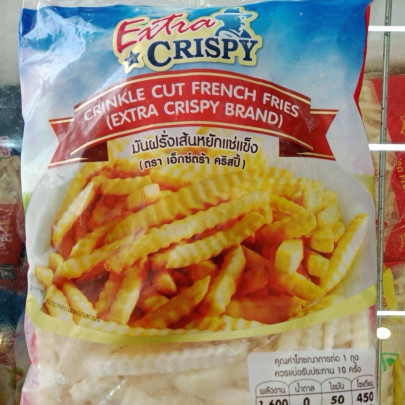 Extra
CRISPY
CRINKLE CUT FRENCH FRIES
(EXTRA CRISPY BRAND)
มันฝรั่งเส้นหยักแช่แข็ง
(ตรา เอ็กซ์ตร้า คริสปี้)
คุณค่าโภชนาการต่อ 1 ถุง
ควรแบ่งรับประทาน 10 ครั้ง
พลังงาน น้ำตาล ไขมัน โซเดียม
1,600 0 50 450